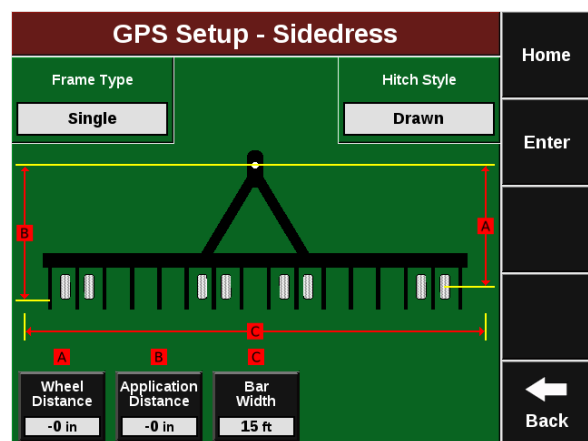 GPS Setup - Sidedress
Home
Frame Type
Hitch Style
Single
Drawn
Enter
B
A
C
A
B
C
Wheel
Distance
Application
Distance
Bar
Width
-0 in
-0 in
15 ft
Back